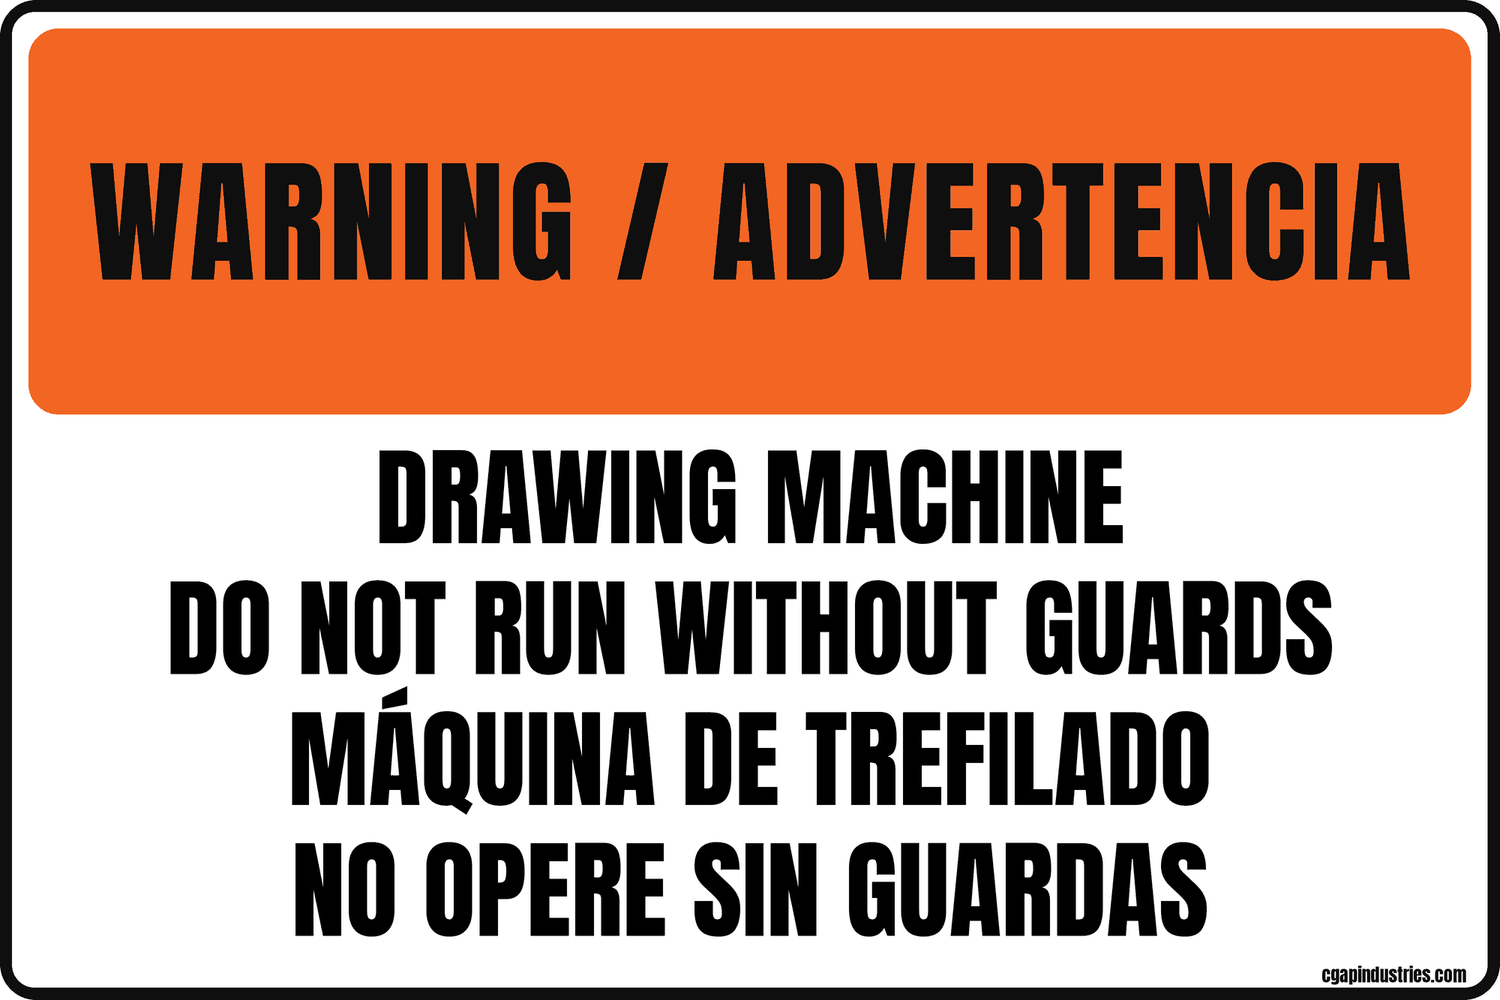 WARNING / ADVERTENCIA
DRAWING MACHINE
DO NOT RUN WITHOUT GUARDS
MÁQUINA DE TREFILADO
NO OPERE SIN GUARDAS
cgapindustries.com